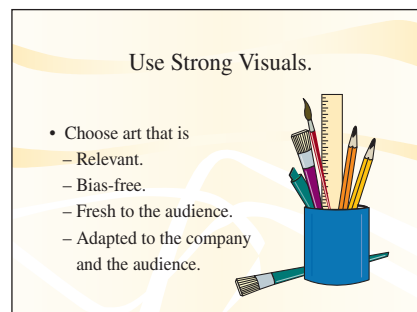 Use Strong Visuals.
• Choose art that is
– Relevant.
– Bias-free.
– Fresh to the audience.
– Adapted to the company
and the audience.